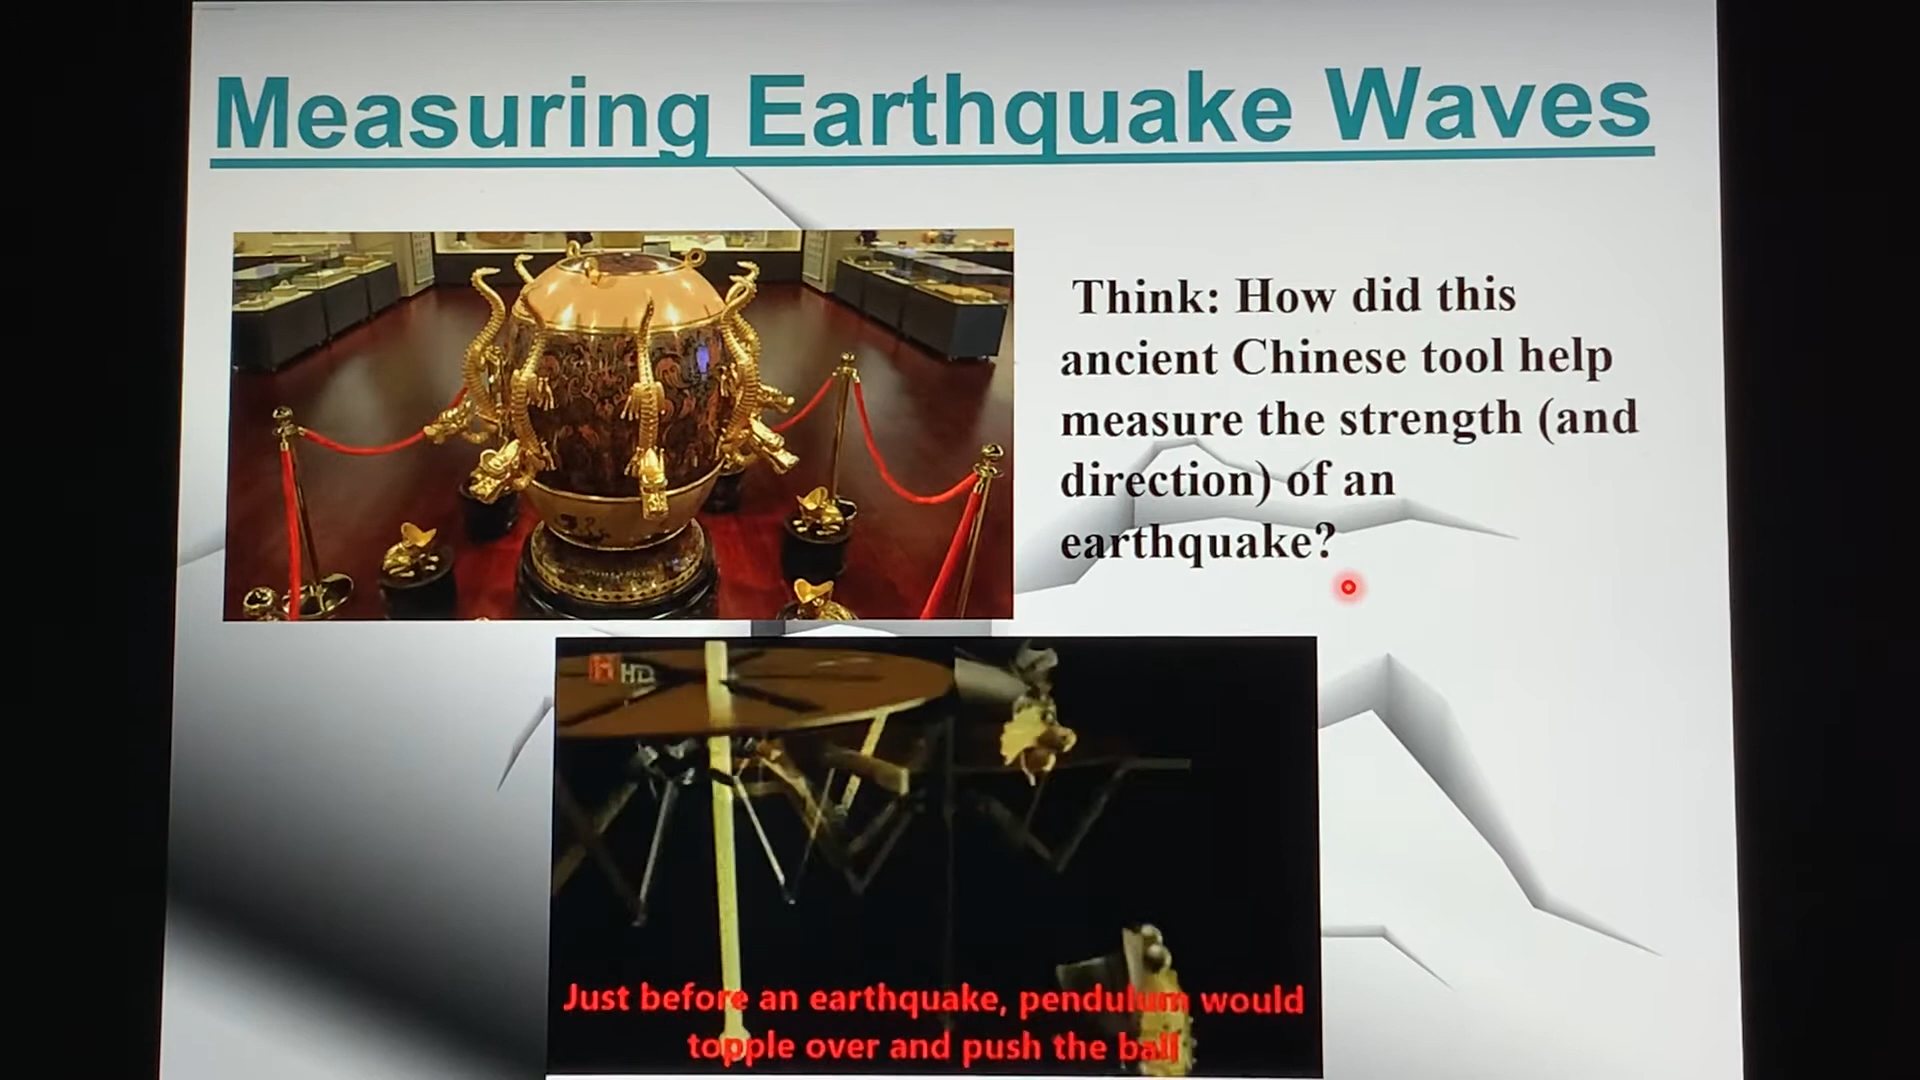 Measuring Earthquake Waves
Think: How did this
ancient Chinese tool help
measure the strength (and
direction) of an
earthquake?
H HD
Just before an earthquake, pendulum would
topple over and push the ball